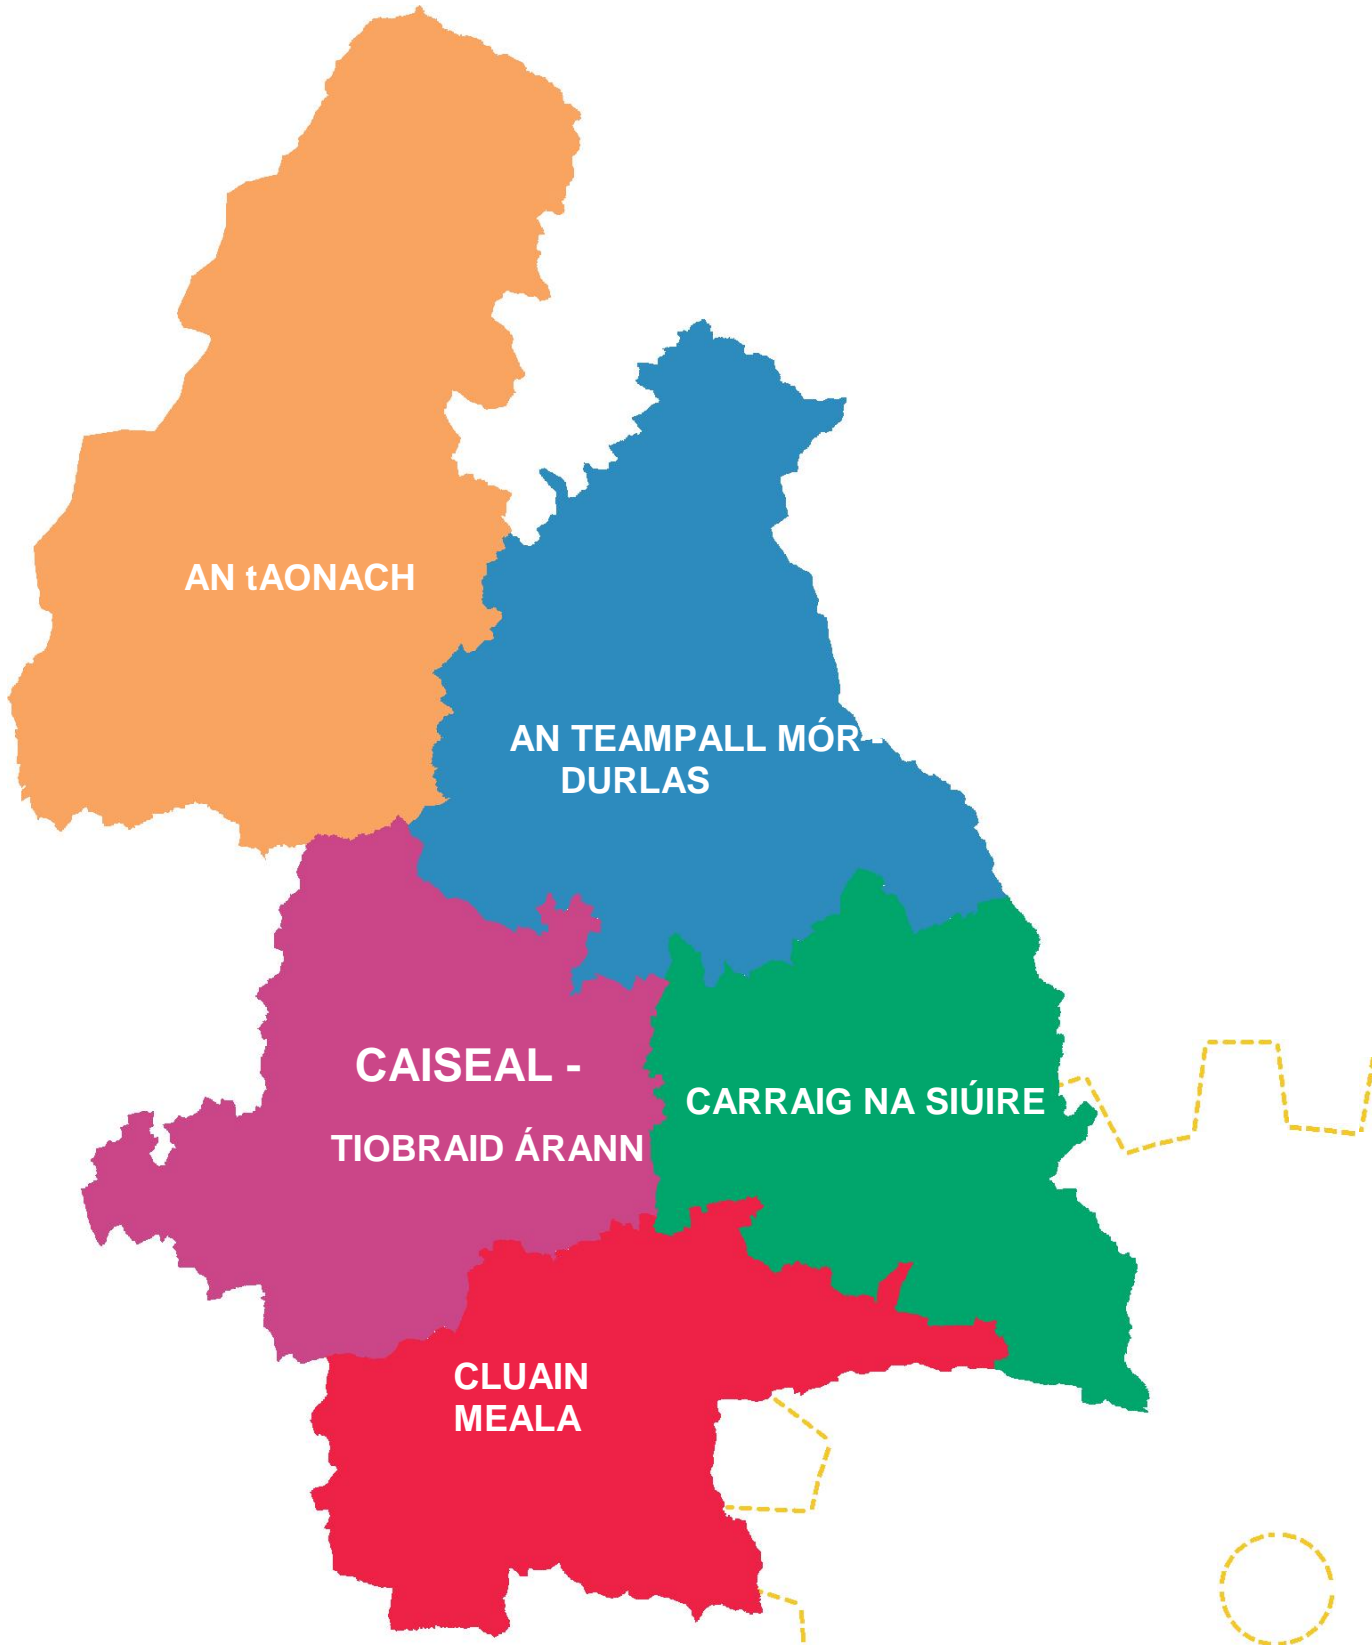 AN tAONACH
AN TEAMPALL MÓR -
DURLAS
CAISEAL -
TIOBRAID ÁRANN
CARRAIG NA SIÚIRE
CLUAIN
MEALA